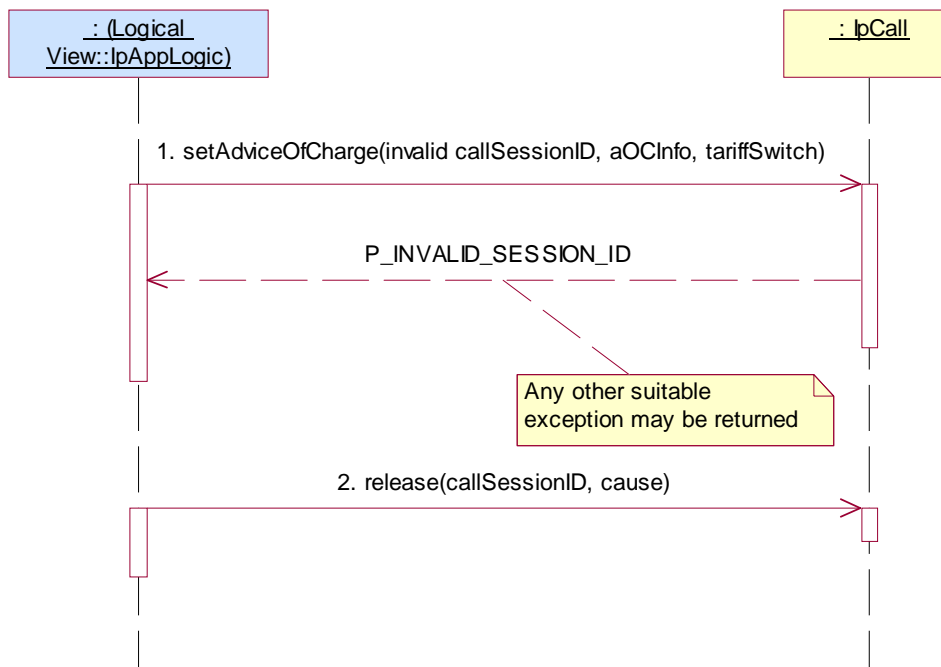 : (Logical
View::IpAppLogic)
: IpCall
1. setAdviceOfCharge(invalid callSessionID, aOCInfo, tariffSwitch)
P_INVALID_SESSION_ID
Any other suitable
exception may be returned
2. release(callSessionID, cause)